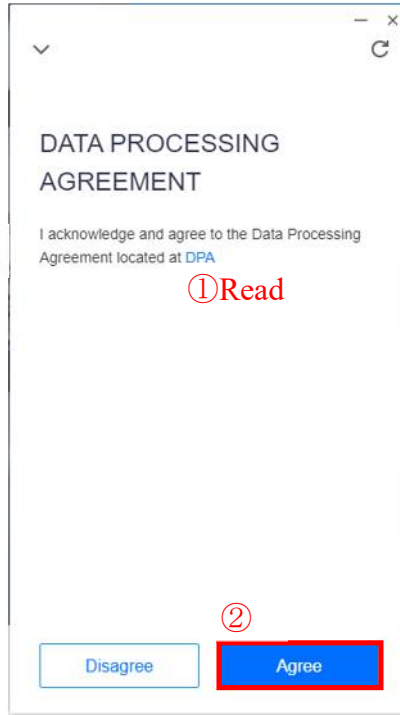 DATA PROCESSING
AGREEMENT
I acknowledge and agree to the Data Processing
Agreement located at DPA
①Read
②
Disagree
Agree